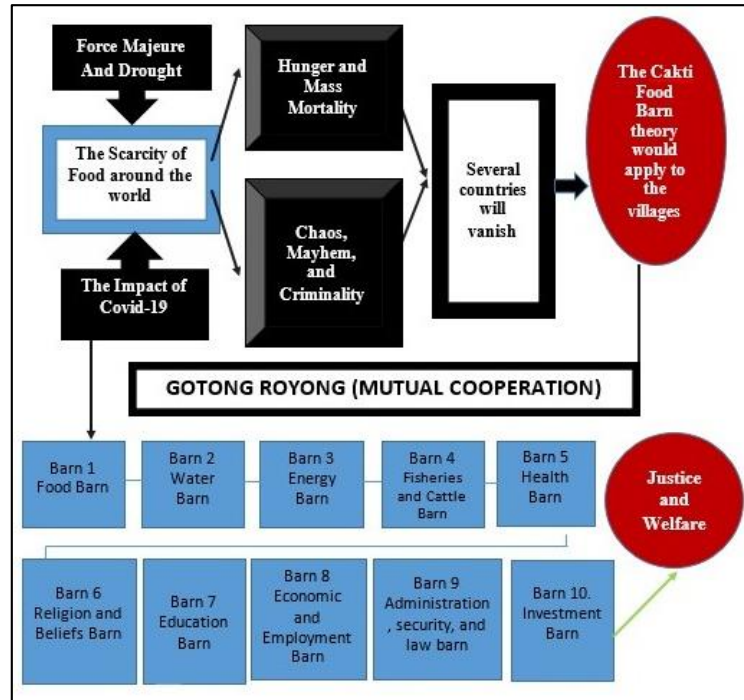 Force Majeure
And Drought
The Scarcity of
Food around the
world
The Impact of
Covid-19
Hunger and
Mass
Mortality
Chaos,
Mayhem,
and
Criminality
Several
countries
will
vanish
The Cakti
Food
Barn
theory
would
apply to
the
villages
GOTONG ROYONG (MUTUAL COOPERATION)
Barn 1
Food Barn
Barn 2
Water
Barn
Barn 3
Energy
Barn
Barn 4
Fisheries
and Cattle
Barn
Barn 5
Health
Barn
Justice
and
Welfare
Barn 6
Religion and
Beliefs Barn
Barn 7
Education
Barn
Barn 8
Economic
and
Employment Barn
Barn 9
Administration
, security, and
law barn
Barn 10.
Investment
Barn